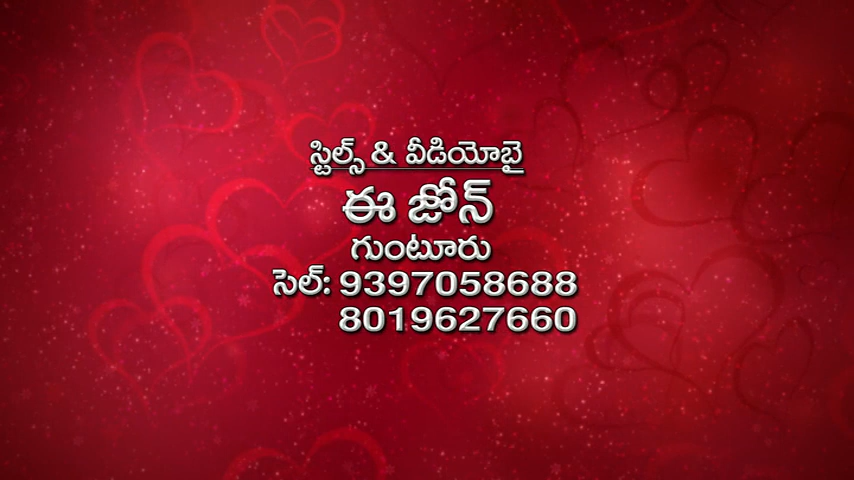 స్టిల్స్ & వీడియోబై
ఈ జోన్
గుంటూరు
సెల్: 9397058688
8019627660